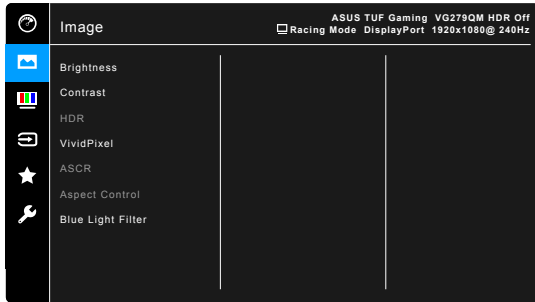 Image
ASUS TUF Gaming VG279QM HDR Off
Racing Mode DisplayPort 1920x1080@ 240Hz
Brightness
Contrast
HDR
VividPixel
ASCR
Aspect Control
Blue Light Filter